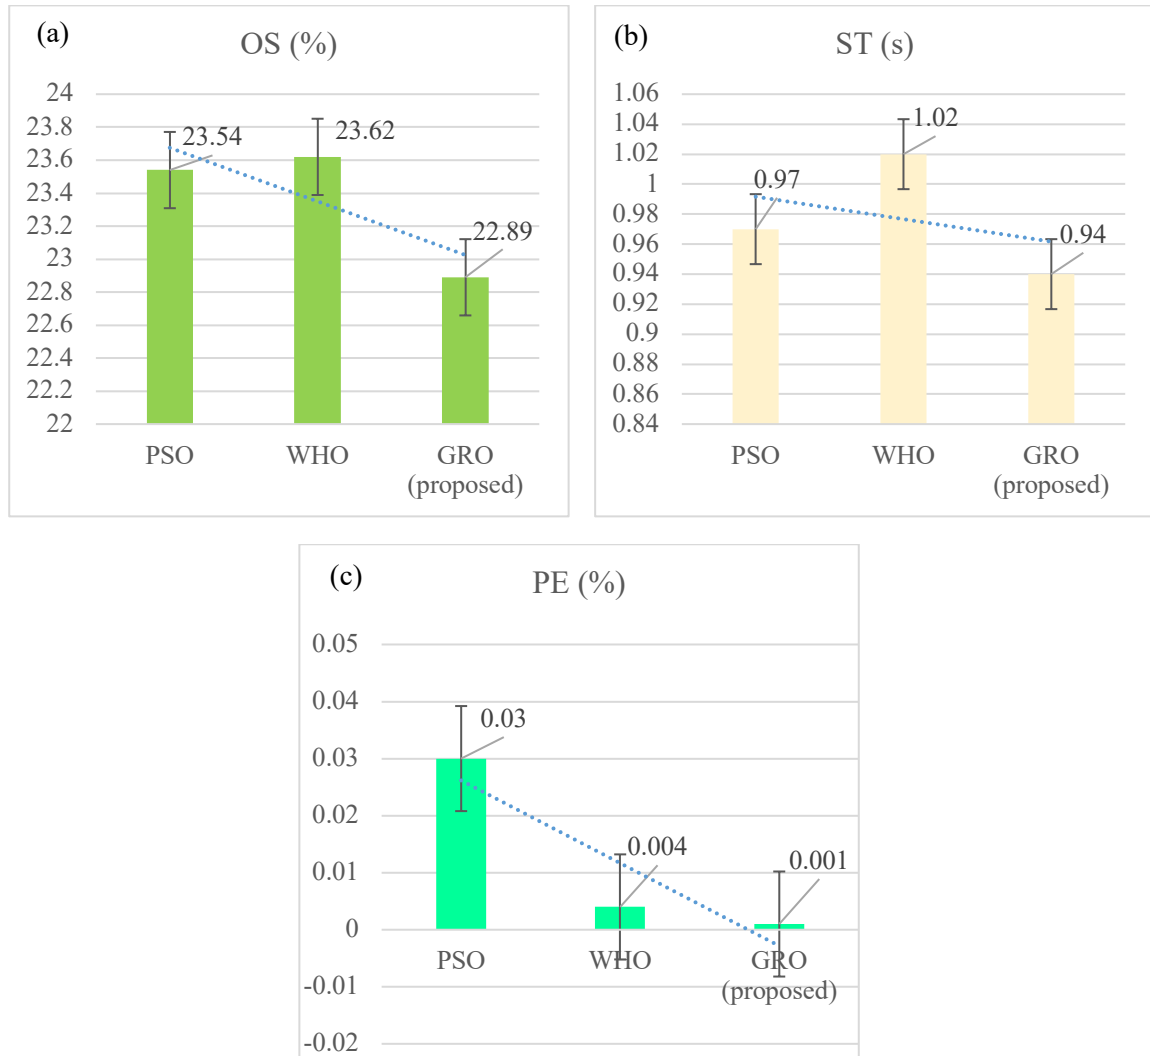 (a)
OS (%)
24
23.8
23.6
23.4
23.2
23
22.8
22.6
22.4
22.2
22
23.54
23.62
22.89
PSO
WHO
GRO
(proposed)
(b)
ST (s)
1.06
1.04
1.02
1
0.98
0.96
0.94
0.92
0.9
0.88
0.86
0.84
0.97
1.02
0.94
PSO
WHO
GRO
(proposed)
(c)
PE (%)
0.05
0.04
0.03
0.02
0.01
0
-0.01
-0.02
0.03
0.004
0.001
PSO
WHO
GRO
(proposed)